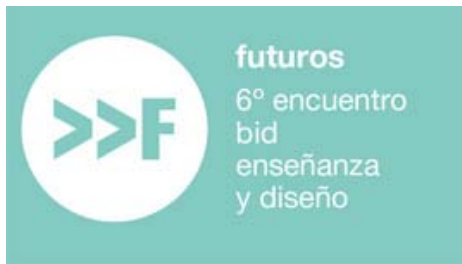 >>F
futuros
6º encuentro
bid
enseñanza
y diseño